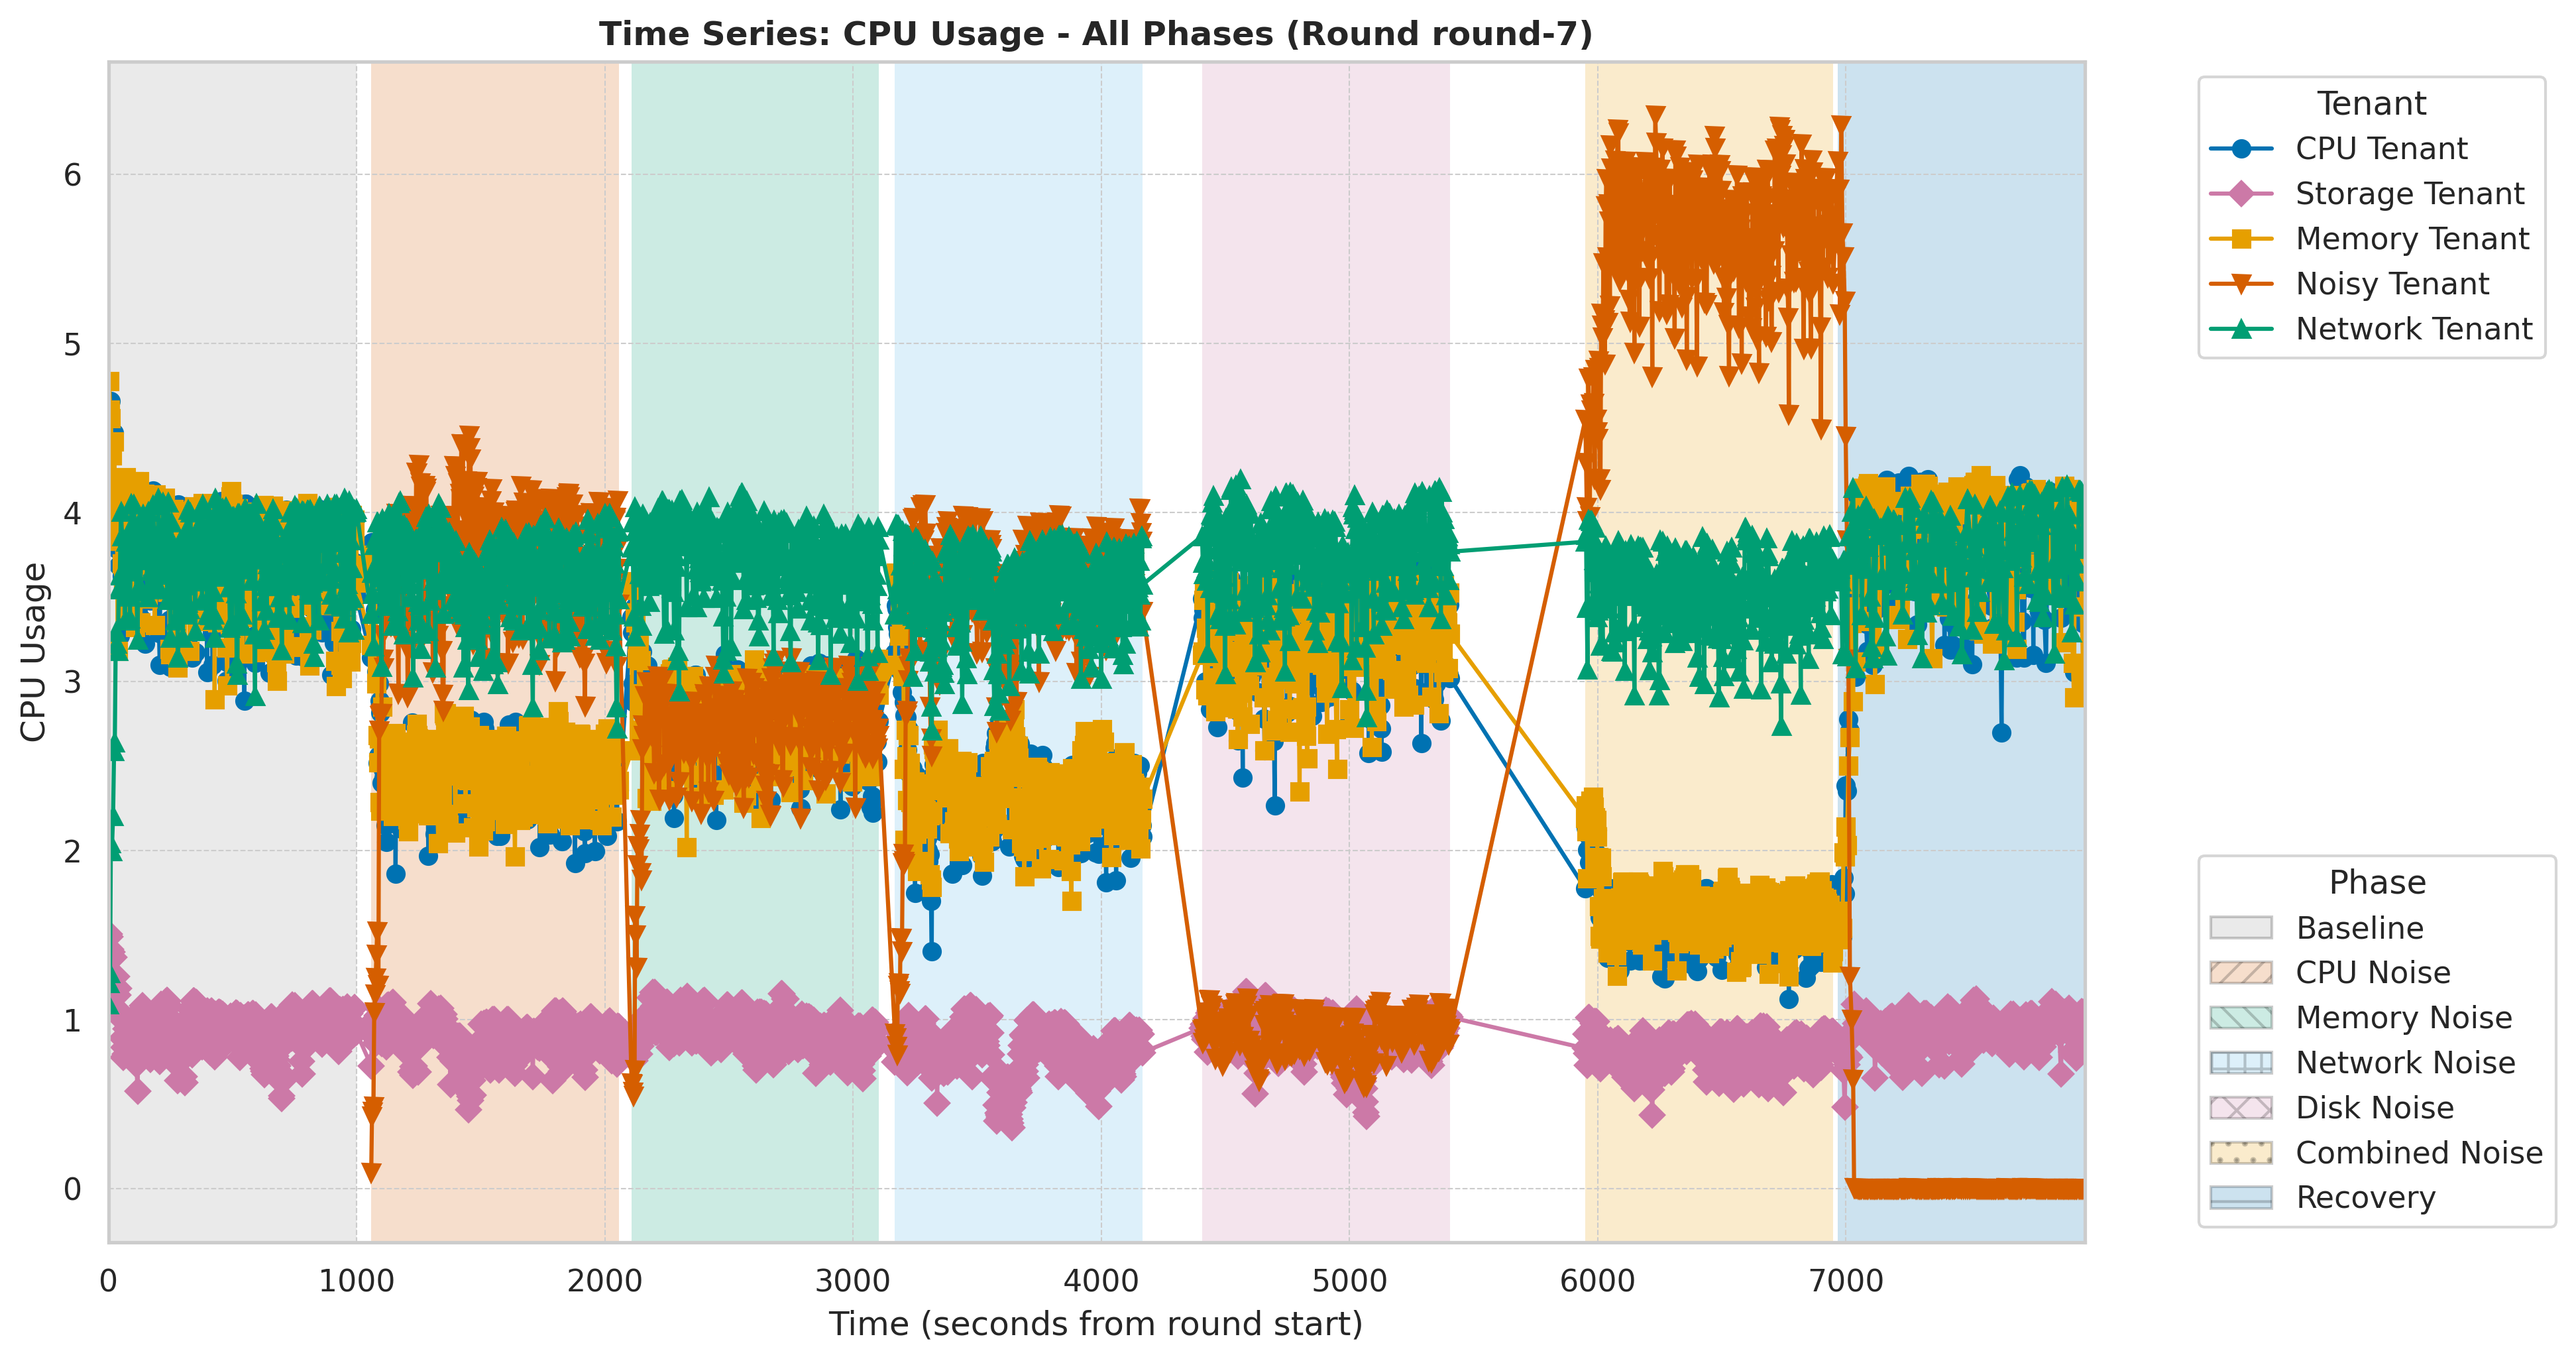 Time Series: CPU Usage - All Phases (Round round-7)
CPU Usage
6
5
4
3
2
1
0
0 1000 2000 3000 4000 5000 6000 7000
Time (seconds from round start)
Tenant
CPU Tenant
Storage Tenant
Memory Tenant
Noisy Tenant
Network Tenant
Phase
Baseline
CPU Noise
Memory Noise
Network Noise
Disk Noise
Combined Noise
Recovery